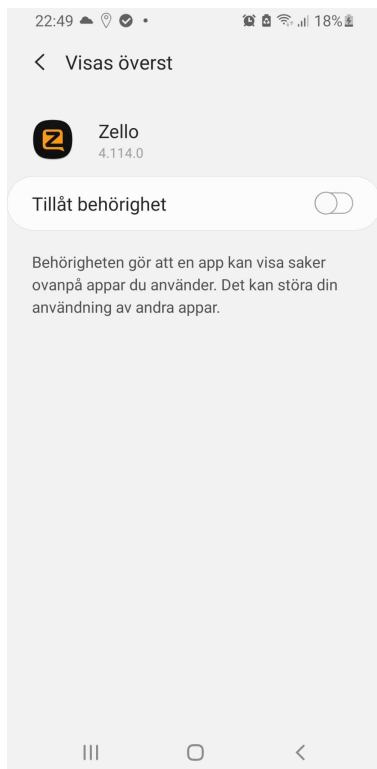 22:49 18%
Visas överst
Zello
4.114.0
Tillåt behörighet
Behörigheten gör att en app kan visa saker
ovanpå appar du använder. Det kan störa din
användning av andra appar.